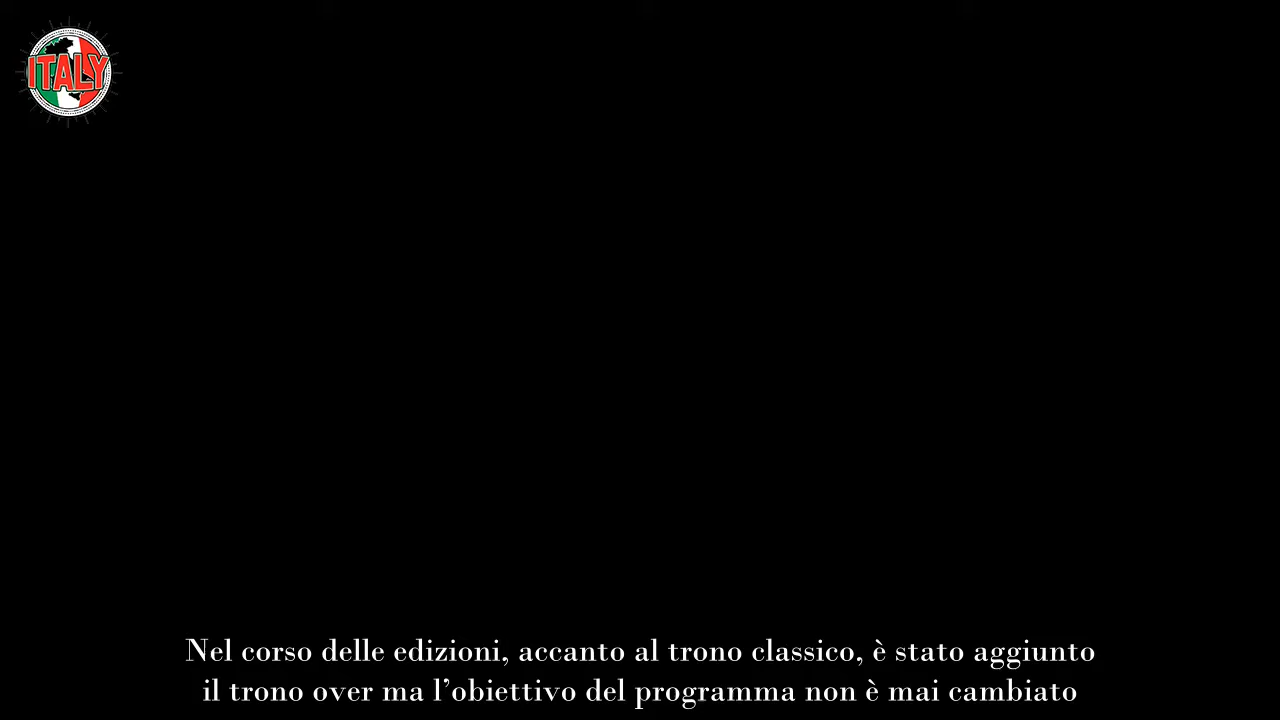 ITALY
Nel corso delle edizioni, accanto al trono classico, è stato aggiunto
il trono over ma l’obiettivo del programma non è mai cambiato